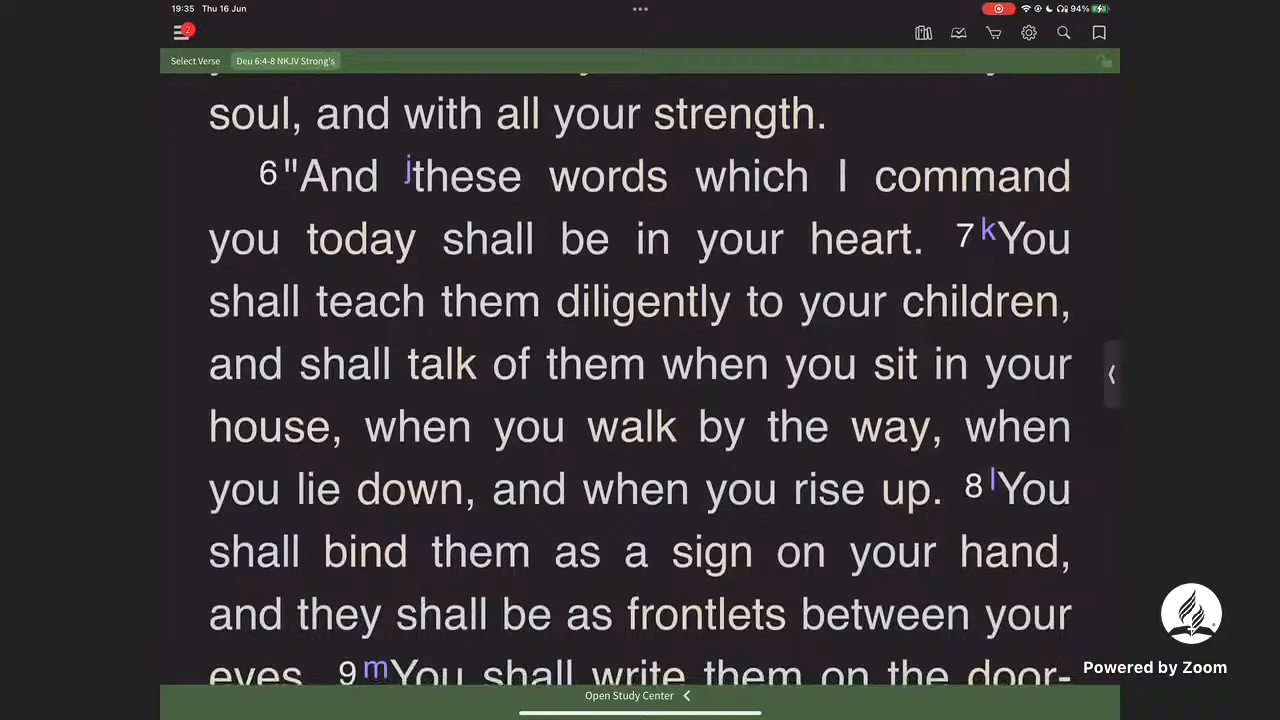 19:35 Thu 16 Jun
94%
2
Select Verse Deu 6:4-8 NKJV Strong's
soul, and with all your strength.
6"And jthese words which I command
you today shall be in your heart. 7kYou
shall teach them diligently to your children,
and shall talk of them when you sit in your
house, when you walk by the way, when
you lie down, and when you rise up. 8lYou
shall bind them as a sign on your hand,
and they shall be as frontlets between your
eyes. 9mYou shall write them on the door-
Open Study Center
Powered by Zoom